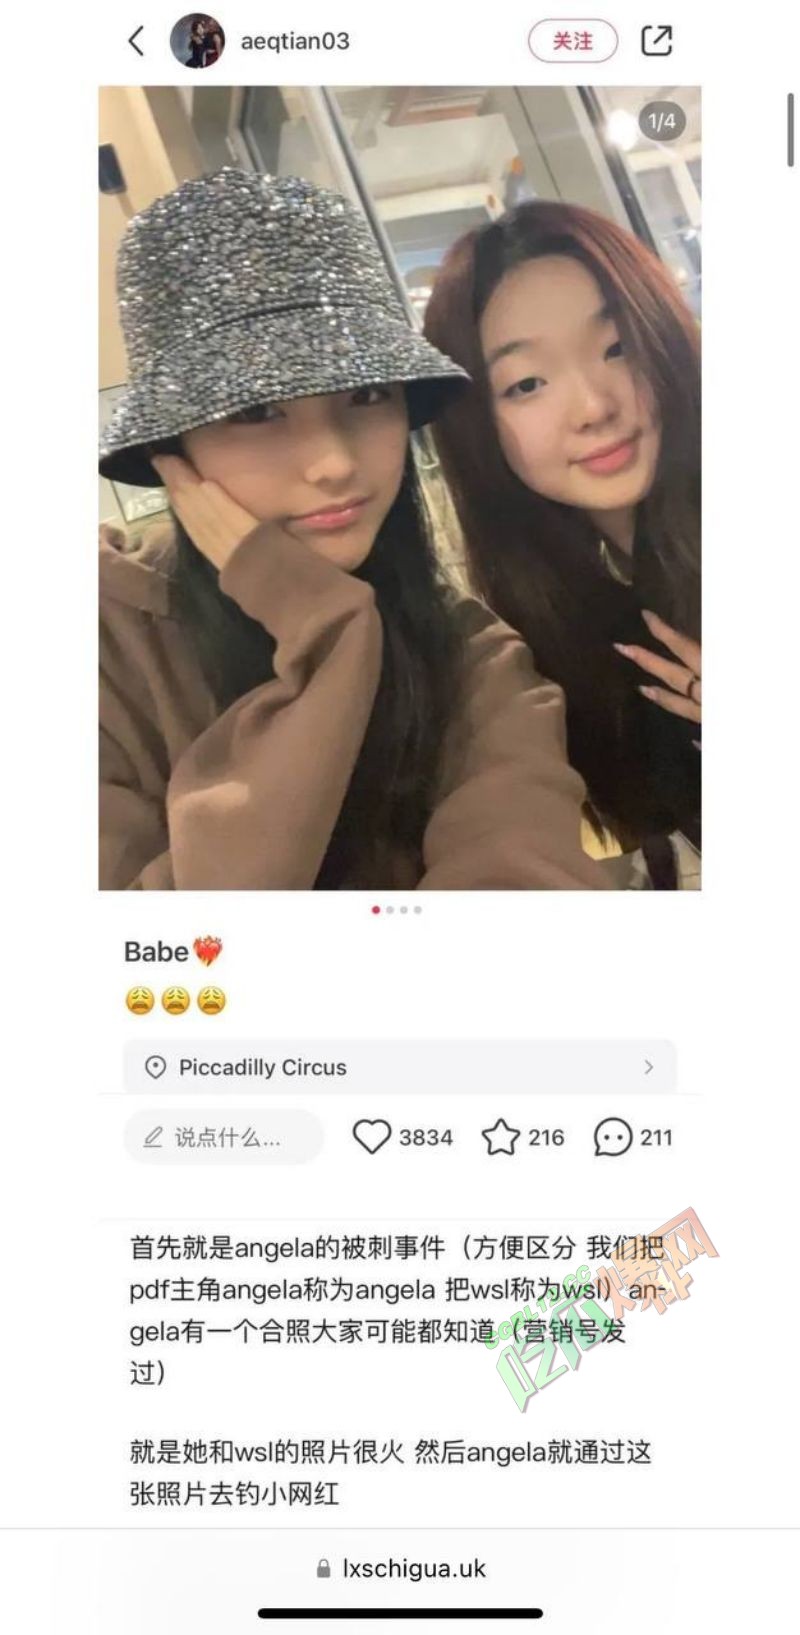 aeqtian03
关注
1/4
Babe❤️‍🔥
😩😩😩
Piccadilly Circus
说点什么...
3834
216
211
首先就是angela的被刺事件（方便区分 我们把
pdf主角angela称为angela 把wsl称为wsl）an-
gela有一个合照大家可能都知道（营销号发
过）
CGBL10.CC
吃瓜爆料网
就是她和wsl的照片很火 然后angela就通过这
张照片去钓小网红
lxschigua.uk